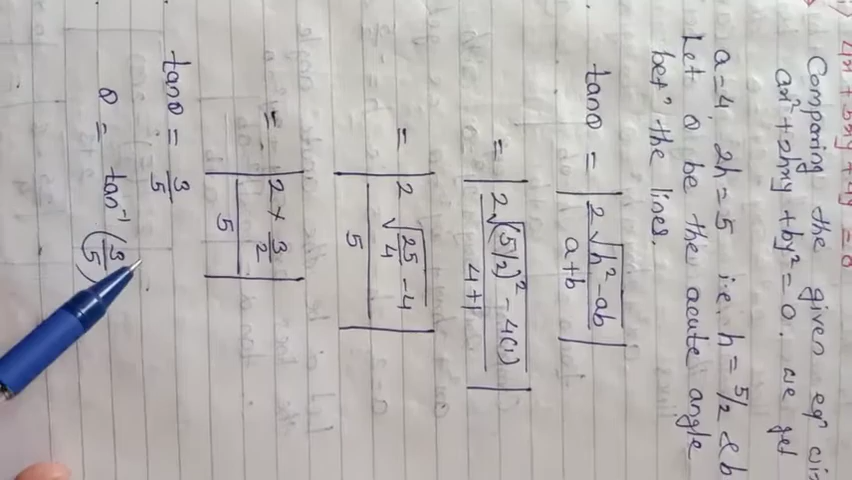 Comparing the given eqⁿ wit
ax² + 2hxy + by² = 0. we get
a = 4, 2h = 5 i.e. h = 5/2 & b
Let θ be the acute angle
betⁿ the lines.
tanθ = | 2√(h² - ab) / a+b |
= | 2√((5/2)² - 4(1)) / 4+1 |
= | 2 √(25/4 - 4) / 5 |
= | 2 × 3/2 / 5 |
tanθ = 3/5
θ = tan⁻¹ (3/5)